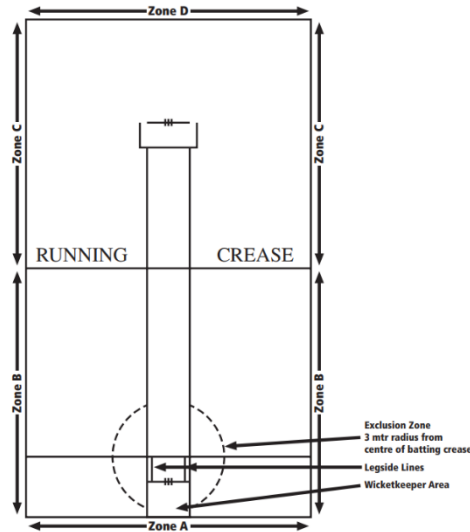 Zone D
Zone C
Zone C
RUNNING CREASE
Zone B
Zone B
Exclusion Zone
3 mtr radius from
centre of batting crease
Legside Lines
Wicketkeeper Area
Zone A